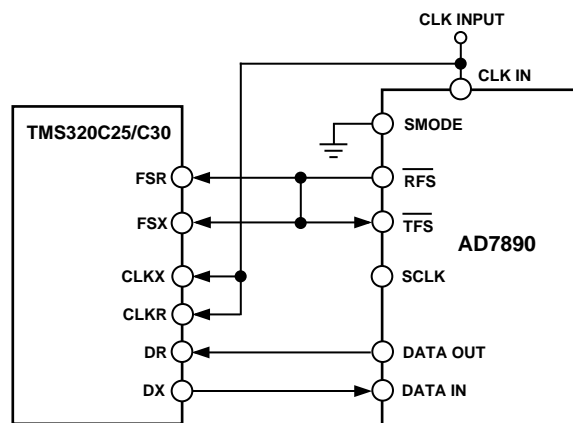 CLK INPUT
CLK IN
TMS320C25/C30
SMODE
FSR
RFS
FSX
TFS
AD7890
CLKX
SCLK
CLKR
DR
DATA OUT
DX
DATA IN